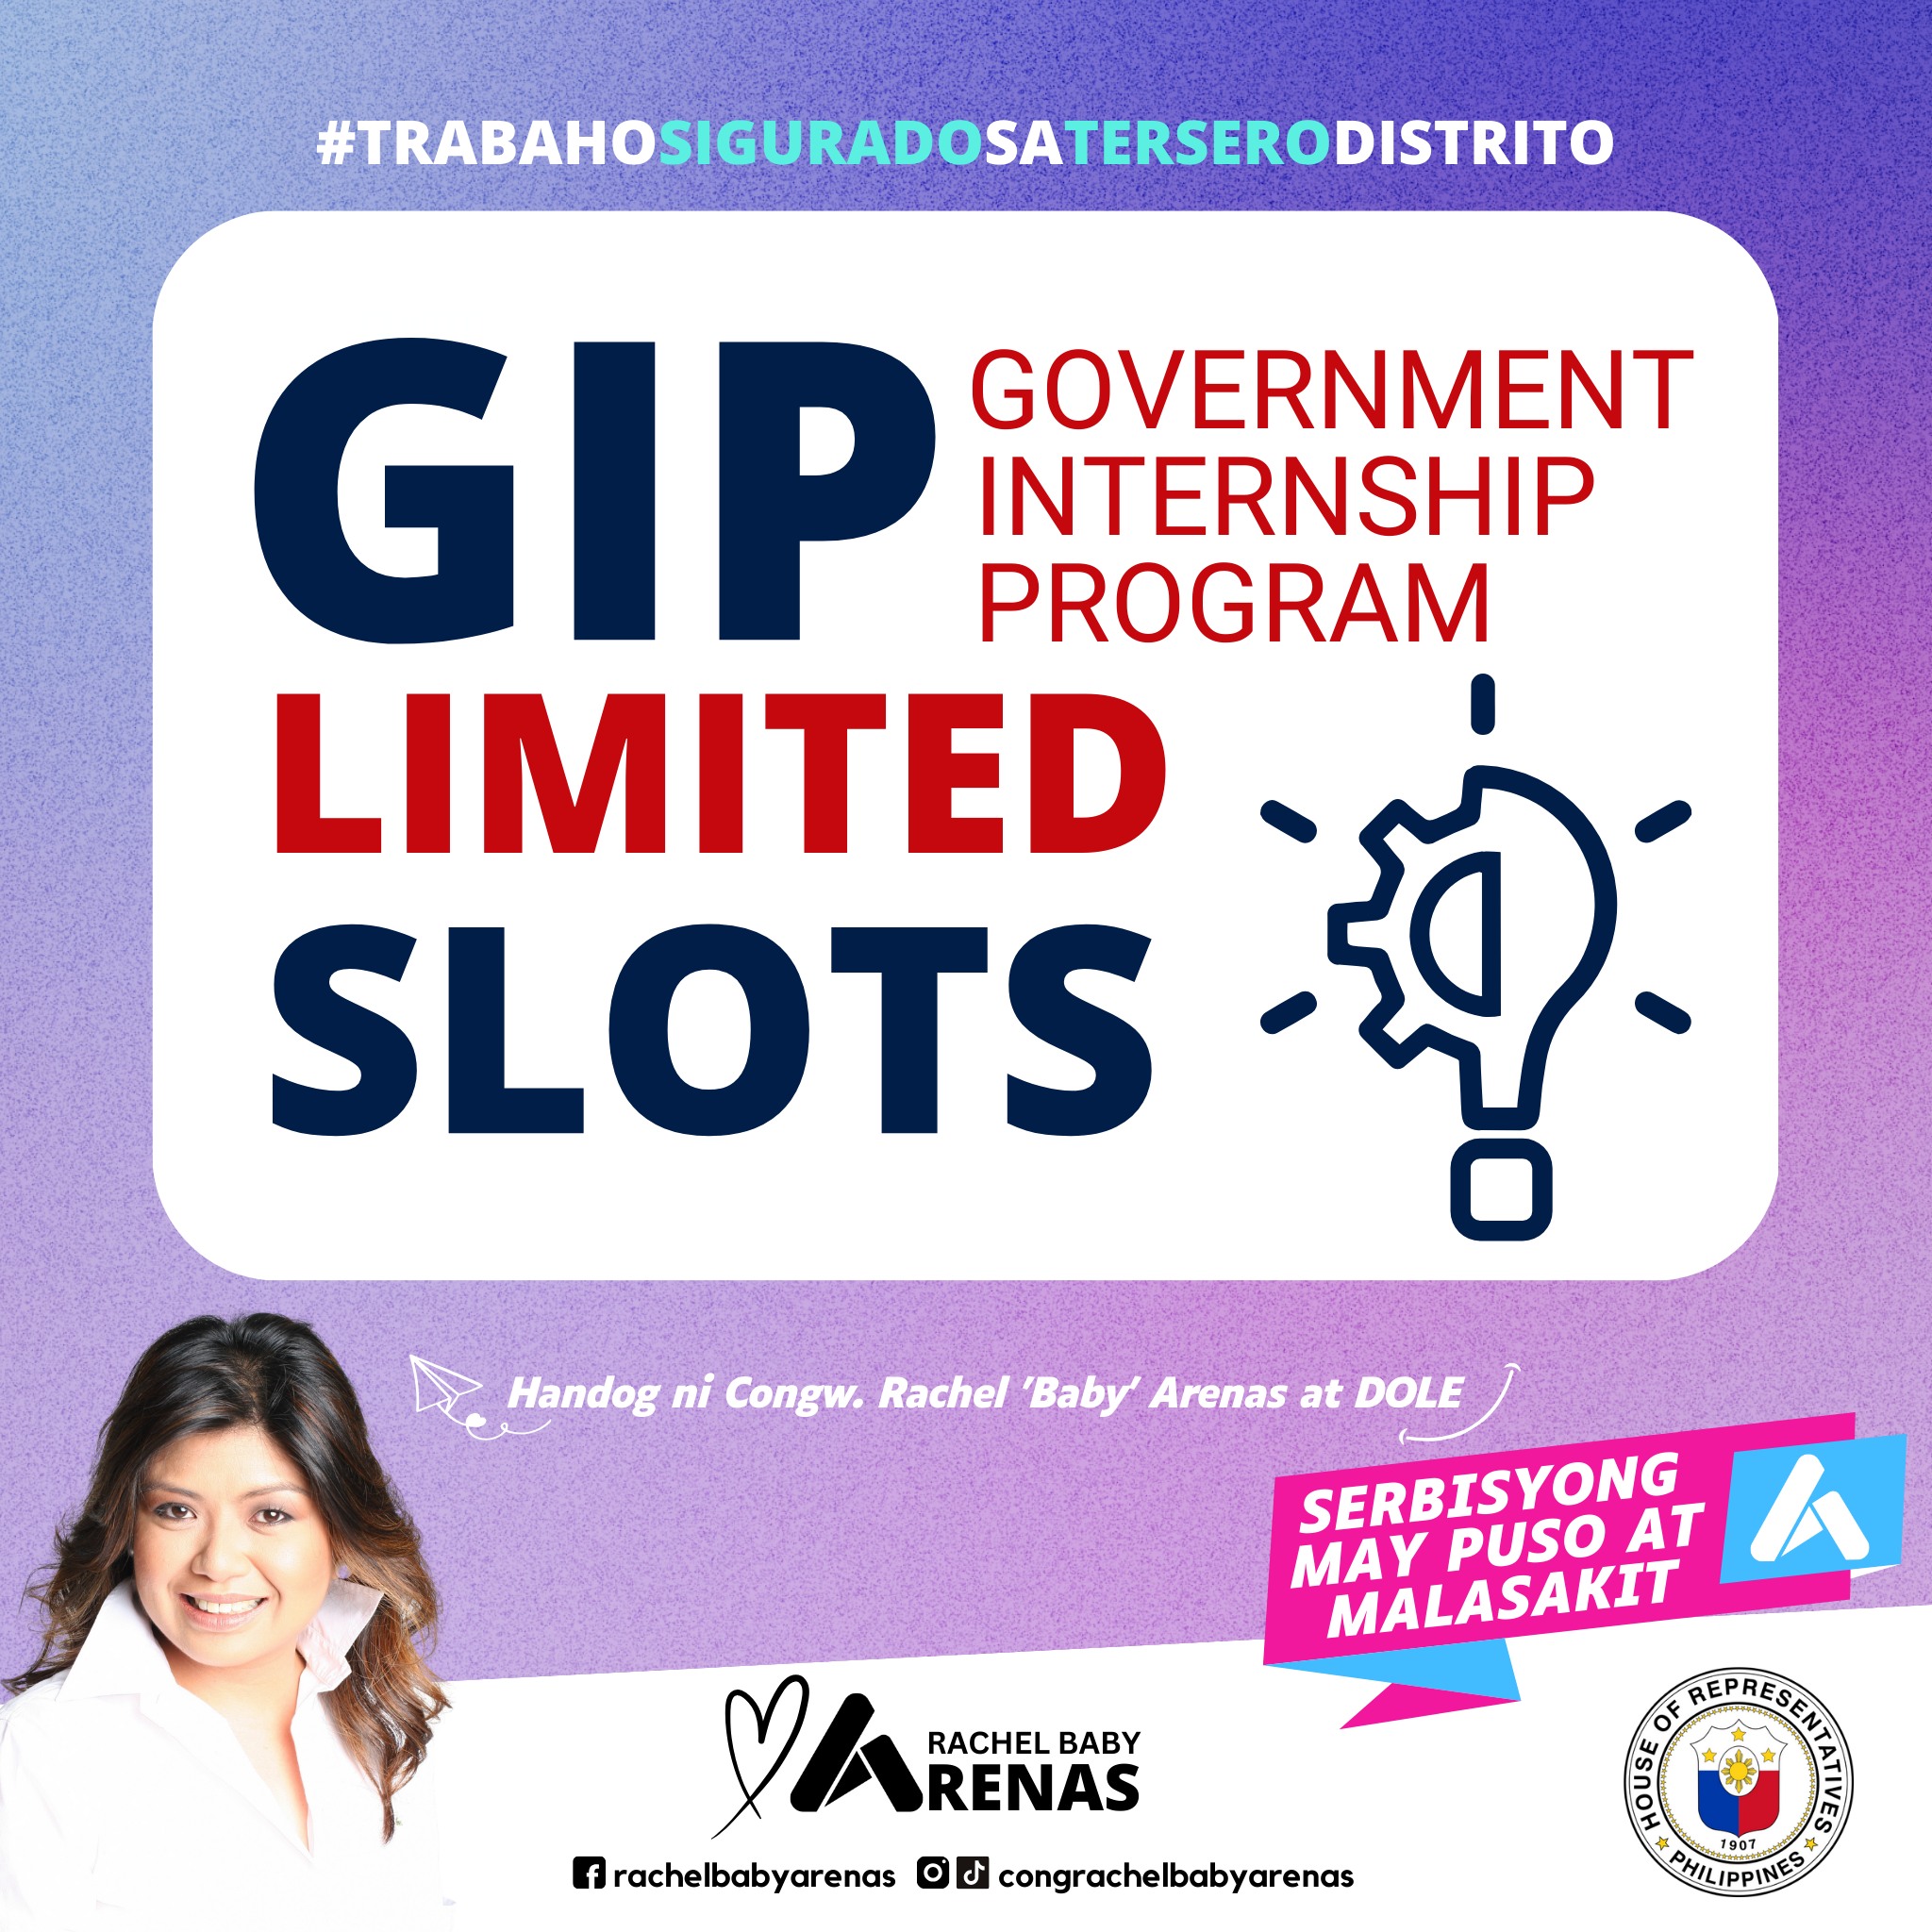 #TRABAHOSIGURADOSATERSERODISTRITO
GIP
GOVERNMENT
INTERNSHIP
PROGRAM
LIMITED
SLOTS
Handog ni Congw. Rachel 'Baby' Arenas at DOLE
SERBISYONG
MAY PUSO AT
MALASAKIT
RACHEL BABY
ARENAS
rachelbabyarenas
congrachelbabyarenas
HOUSE OF REPRESENTATIVES
1907
PHILIPPINES